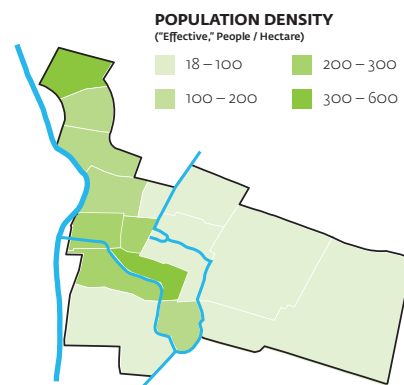 POPULATION DENSITY
("Effective," People / Hectare)
18 – 100
200 – 300
100 – 200
300 – 600